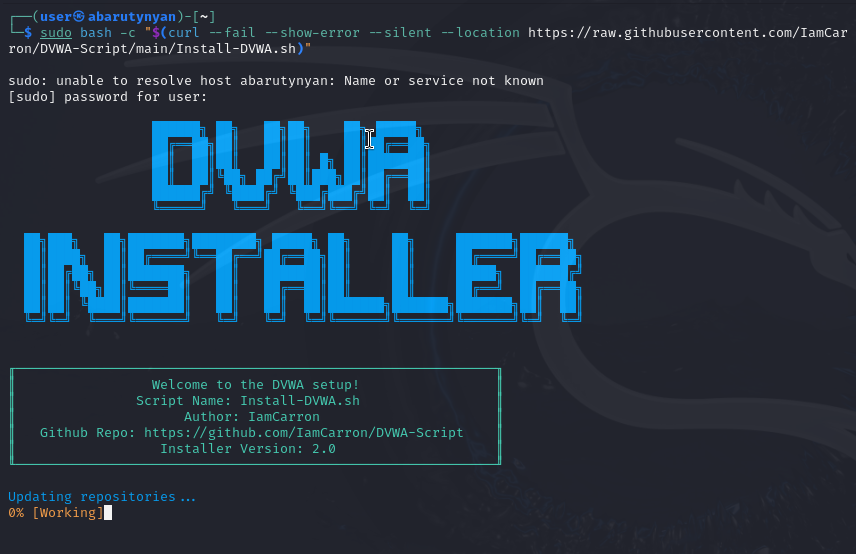 ┌──(user㉿abarutynyan)-[~]
└─$ sudo bash -c "$(curl --fail --show-error --silent --location https://raw.githubusercontent.com/IamCar
ron/DVWA-Script/main/Install-DVWA.sh)"
sudo: unable to resolve host abarutynyan: Name or service not known
[sudo] password for user:
DVWA
INSTALLER
Welcome to the DVWA setup!
Script Name: Install-DVWA.sh
Author: IamCarron
Github Repo: https://github.com/IamCarron/DVWA-Script
Installer Version: 2.0
Updating repositories...
0% [Working]